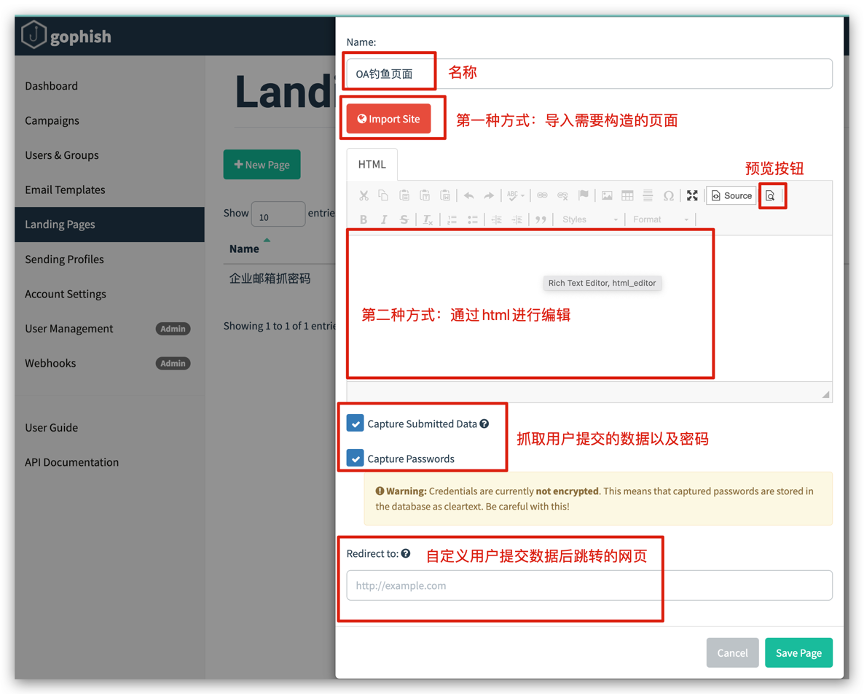 gophish
Dashboard
Campaigns
Users & Groups
Email Templates
Landing Pages
Sending Profiles
Account Settings
User Management Admin
Webhooks Admin
User Guide
API Documentation
+ New Page
Show 10
Name
企业邮箱抓密码
Showing 1 to 1 of 1
Name:
OA钓鱼页面 名称
Import Site 第一种方式：导入需要构造的页面
HTML
预览按钮
Source
Styles Format
Rich Text Editor, html_editor
第二种方式：通过html进行编辑
Capture Submitted Data
Capture Passwords
抓取用户提交的数据以及密码
Warning: Credentials are currently not encrypted. This means that captured passwords are stored in
the database as cleartext. Be careful with this!
Redirect to: 自定义用户提交数据后跳转的网页
http://example.com
Cancel Save Page